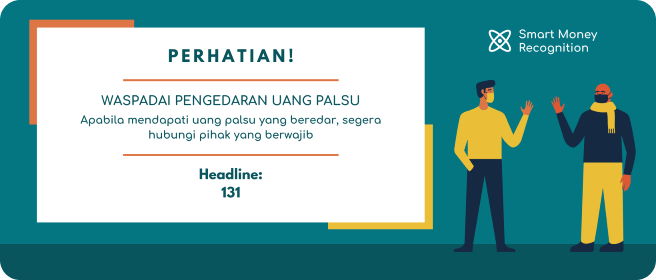 PERHATIAN!
WASPADAI PENGEDARAN UANG PALSU
Apabila mendapati uang palsu yang beredar, segera
hubungi pihak yang berwajib
Headline:
131
Smart Money
Recognition